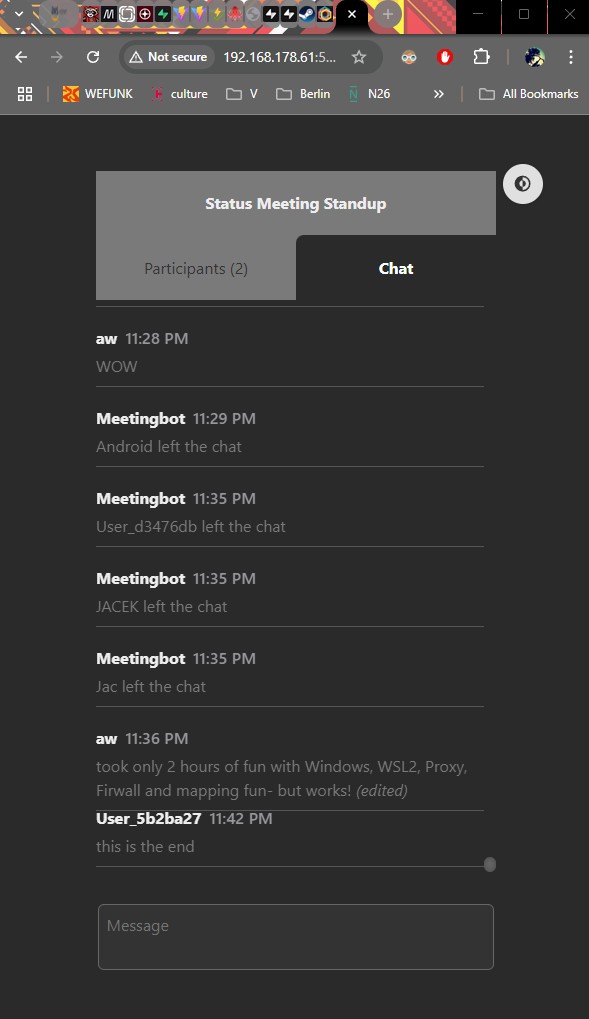 Not secure 192.168.178.61:5...
WEFUNK culture V Berlin N26 » All Bookmarks
Status Meeting Standup
Participants (2) Chat
aw 11:28 PM
WOW
Meetingbot 11:29 PM
Android left the chat
Meetingbot 11:35 PM
User_d3476db left the chat
Meetingbot 11:35 PM
JACEK left the chat
Meetingbot 11:35 PM
Jac left the chat
aw 11:36 PM
took only 2 hours of fun with Windows, WSL2, Proxy,
Firwall and mapping fun- but works! (edited)
User_5b2ba27 11:42 PM
this is the end
Message